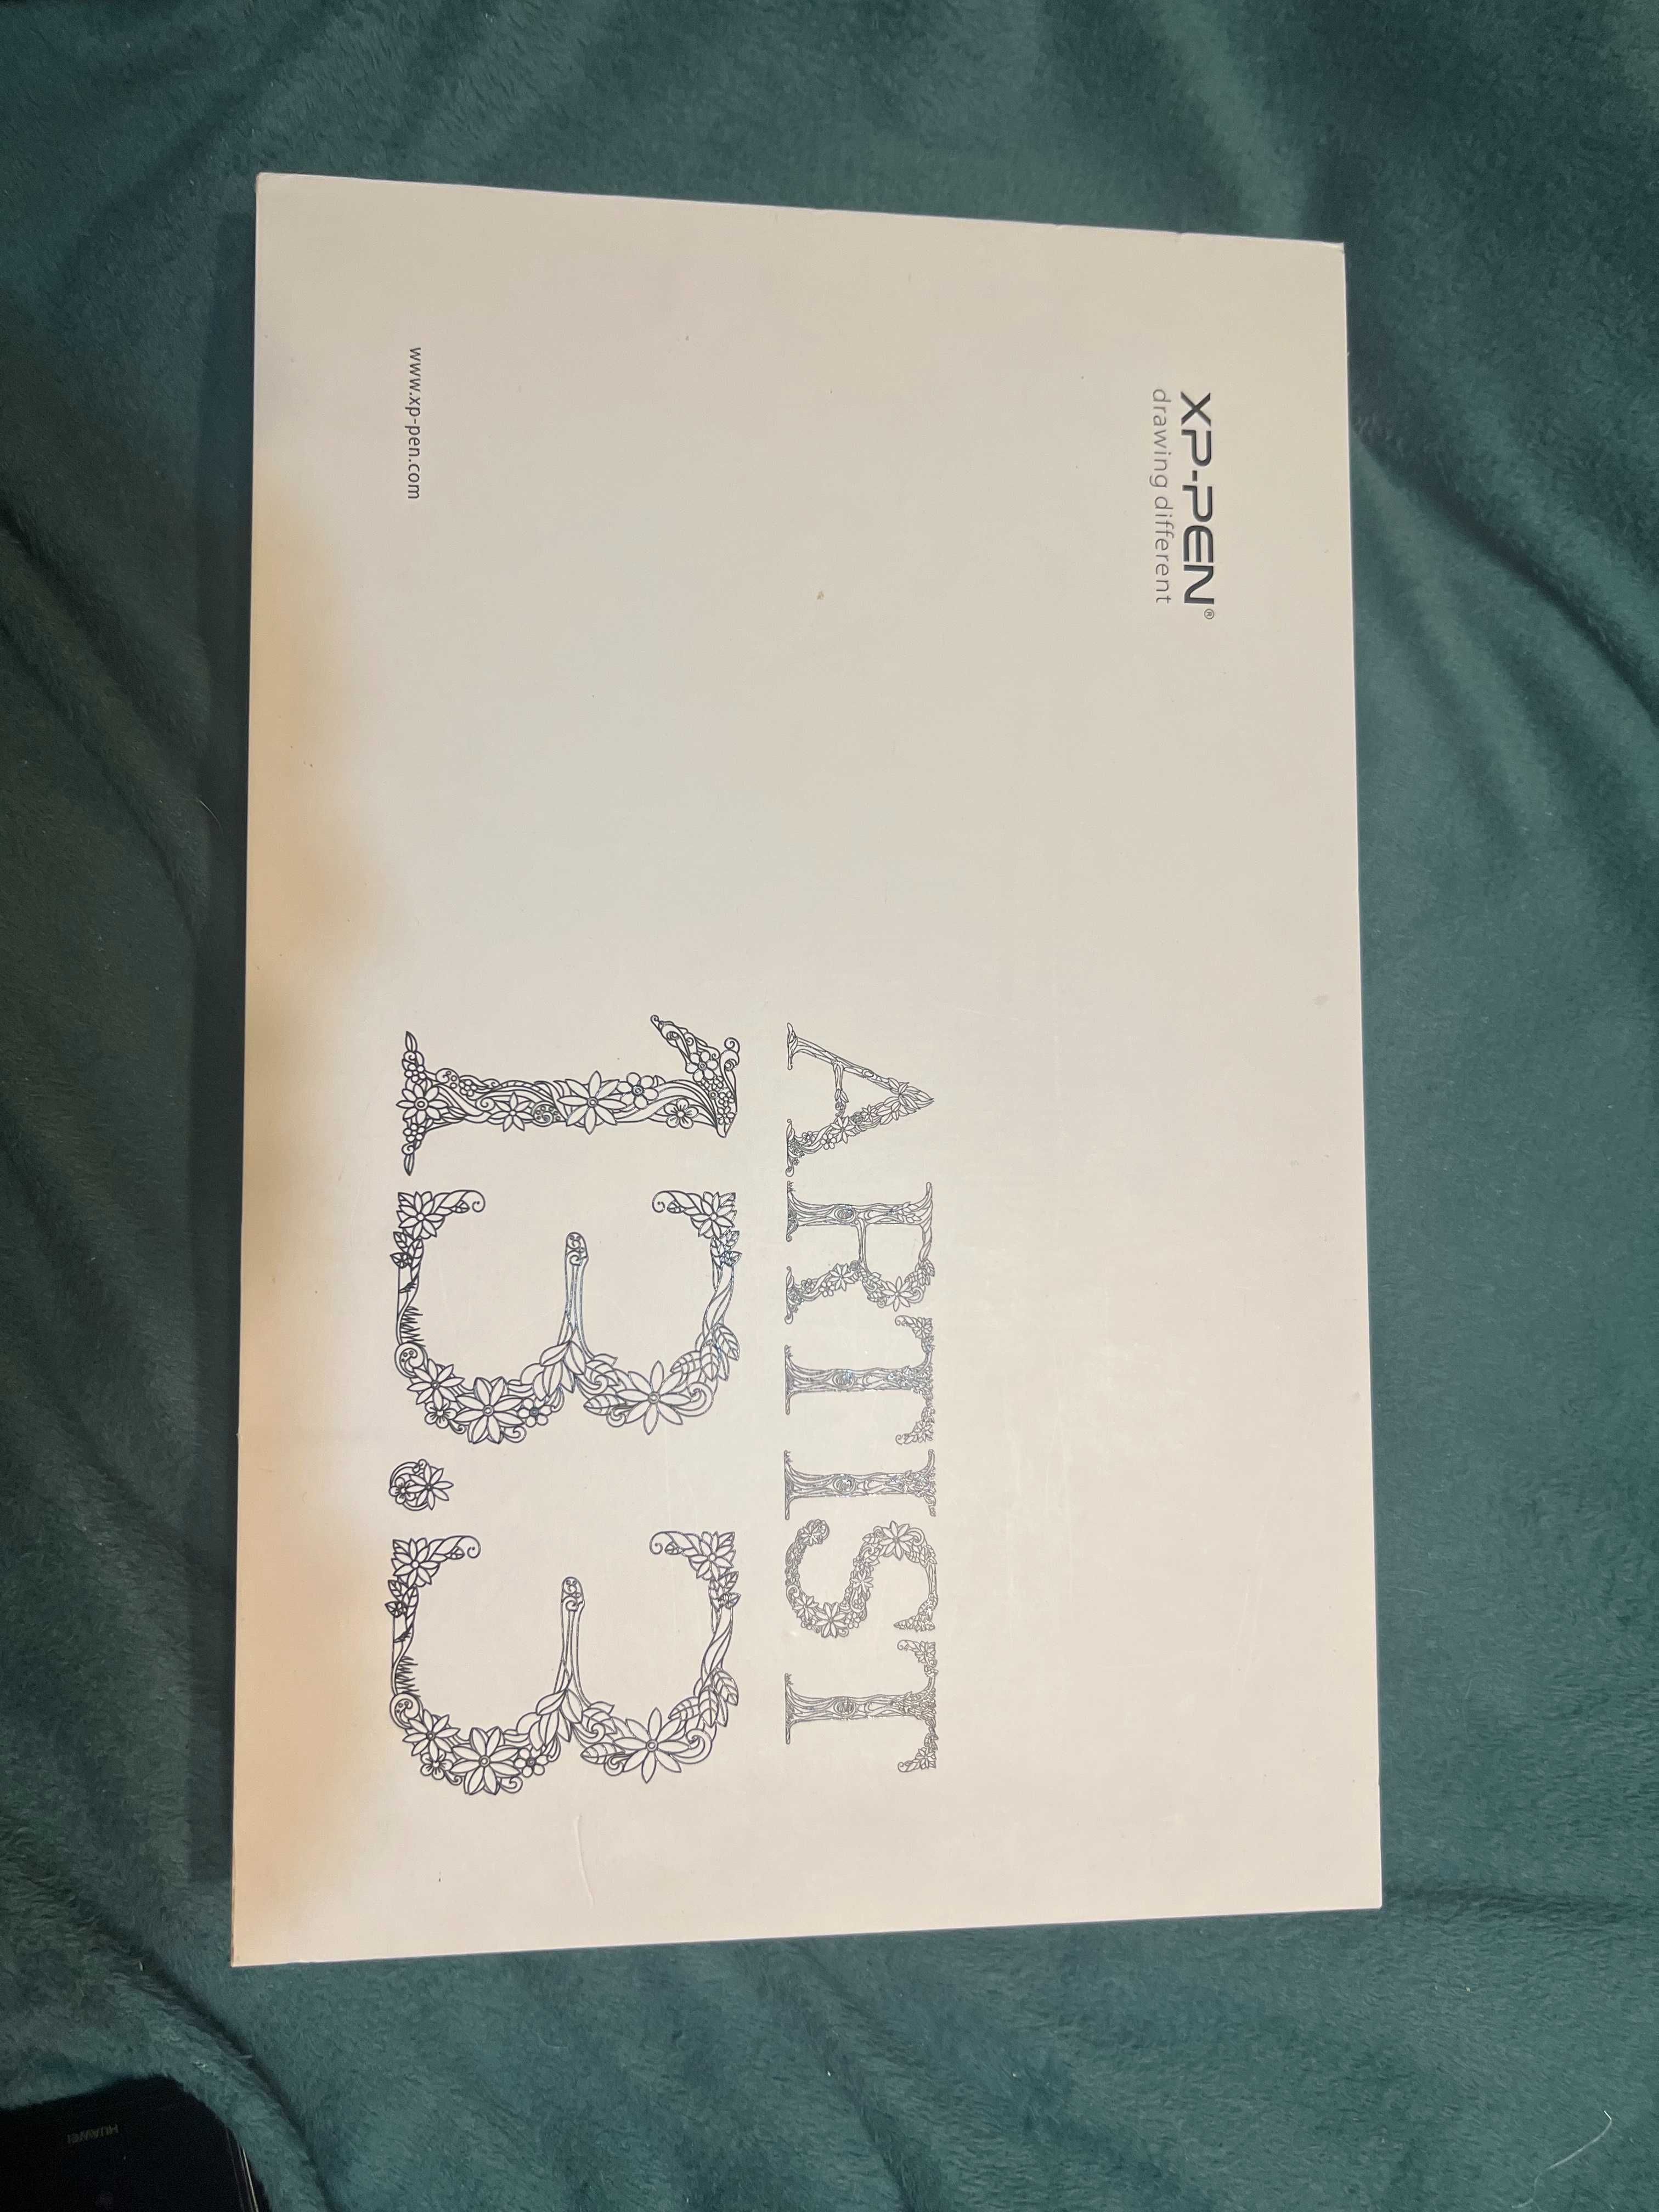 XP-PEN®
drawing different
ARTIST
13.3
www.xp-pen.com
HUAWEI